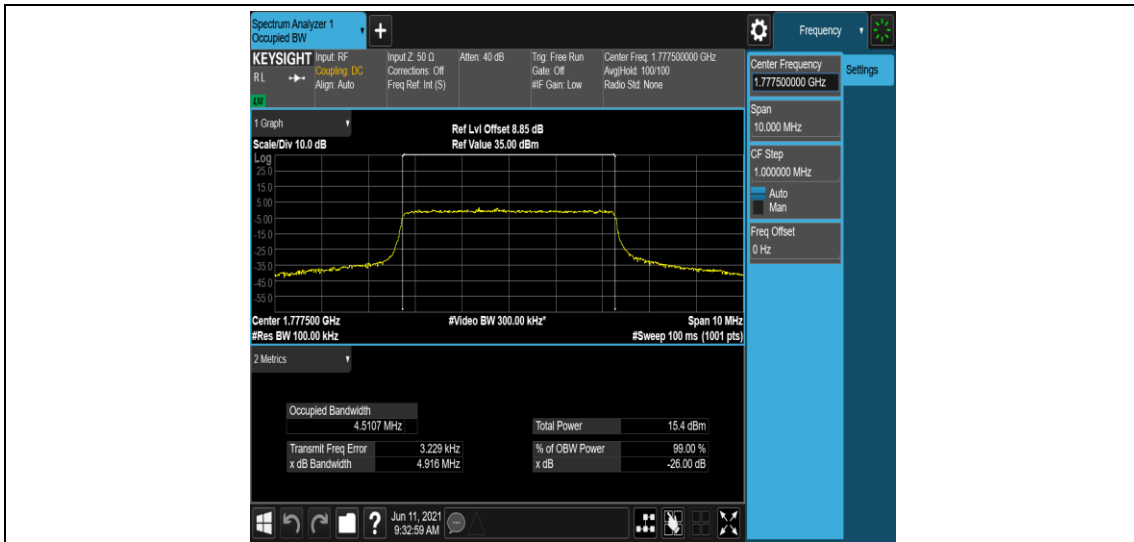 Spectrum Analyzer 1
Occupied BW
+
Frequency
KEYSIGHT
R L
LXI
Input: RF
Coupling: DC
Align: Auto
Input Z: 50 Ω
Corrections: Off
Freq Ref: Int (S)
Atten: 40 dB
Trig: Free Run
Gate: Off
#IF Gain: Low
Center Freq: 1.777500000 GHz
Avg|Hold: 100/100
Radio Std: None
Center Frequency
1.777500000 GHz
Settings
Span
10.000 MHz
CF Step
1.000000 MHz
Auto
Man
Freq Offset
0 Hz
1 Graph
Scale/Div 10.0 dB
Ref Lvl Offset 8.85 dB
Ref Value 35.00 dBm
Log
25.0
15.0
5.00
-5.00
-15.0
-25.0
-35.0
-45.0
-55.0
Center 1.777500 GHz
#Res BW 100.00 kHz
#Video BW 300.00 kHz*
Span 10 MHz
#Sweep 100 ms (1001 pts)
2 Metrics
Occupied Bandwidth
4.5107 MHz
Total Power 15.4 dBm
Transmit Freq Error 3.229 kHz
% of OBW Power 99.00 %
x dB Bandwidth 4.916 MHz
x dB -26.00 dB
?
Jun 11, 2021
9:32:59 AM